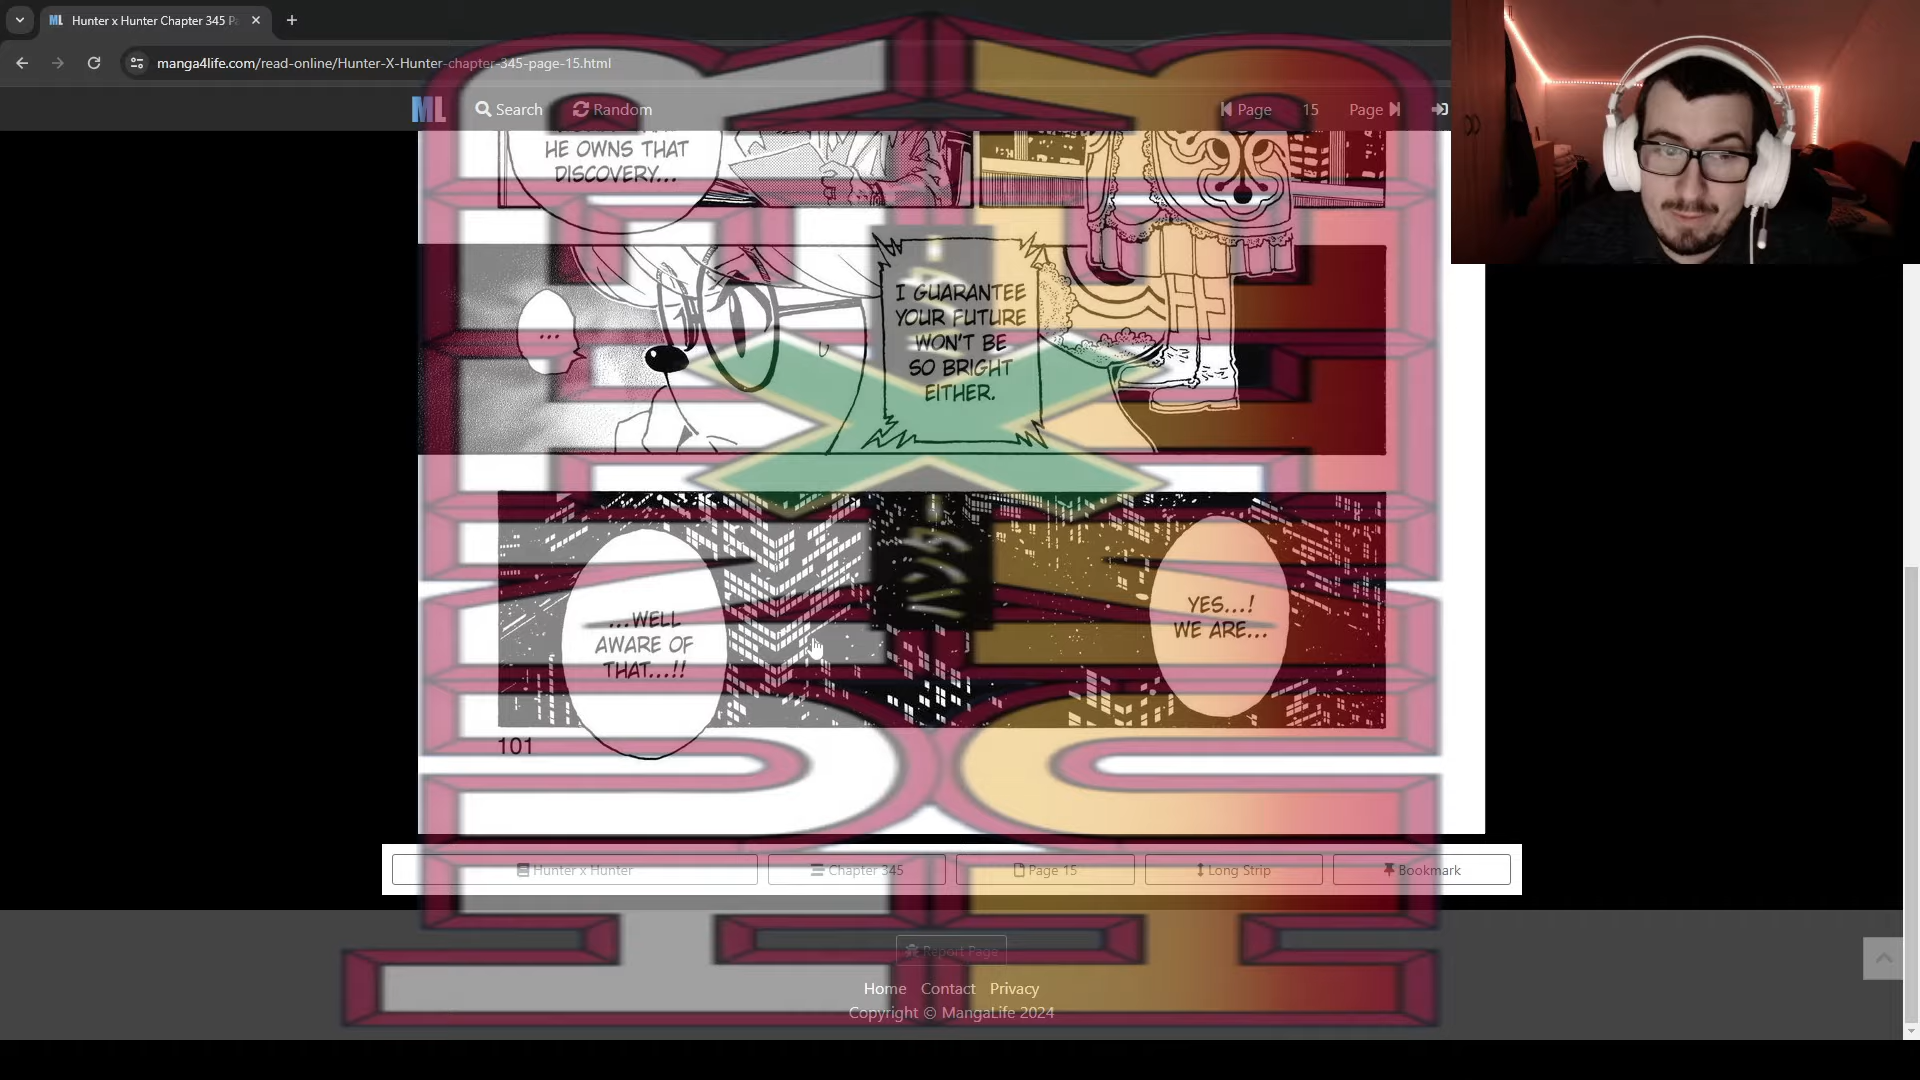 Hunter x Hunter Chapter 345 P
manga4life.com/read-online/Hunter-X-Hunter-chapter-345-page-15.html
ML Search Random Page 15 Page
HE OWNS THAT
DISCOVERY...
I GUARANTEE
YOUR FUTURE
WON'T BE
SO BRIGHT
EITHER.
...
YES...!
WE ARE...
...WELL
AWARE OF
THAT...!!
101
Hunter x Hunter Chapter 345 Page 15 Long Strip Bookmark
Report Page
Home Contact Privacy
Copyright © MangaLife 2024